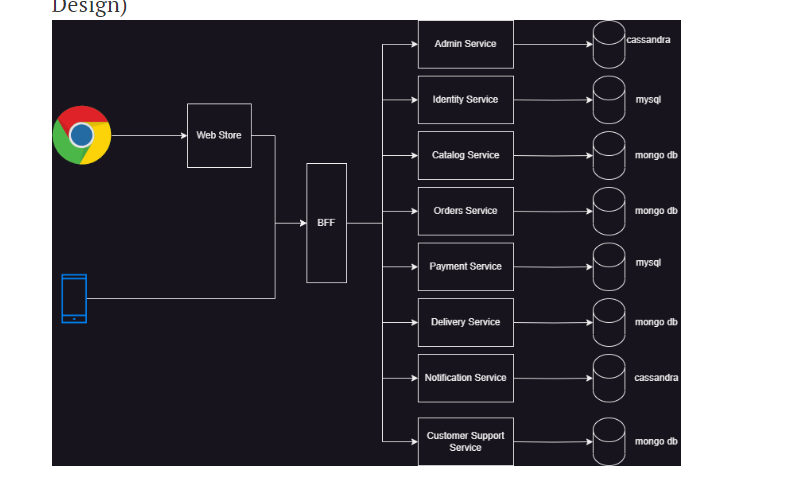 Design)
Admin Service
cassandra
Identity Service
mysql
Web Store
Catalog Service
mongo db
Orders Service
mongo db
BFF
Payment Service
mysql
Delivery Service
mongo db
Notification Service
cassandra
Customer Support
Service
mongo db